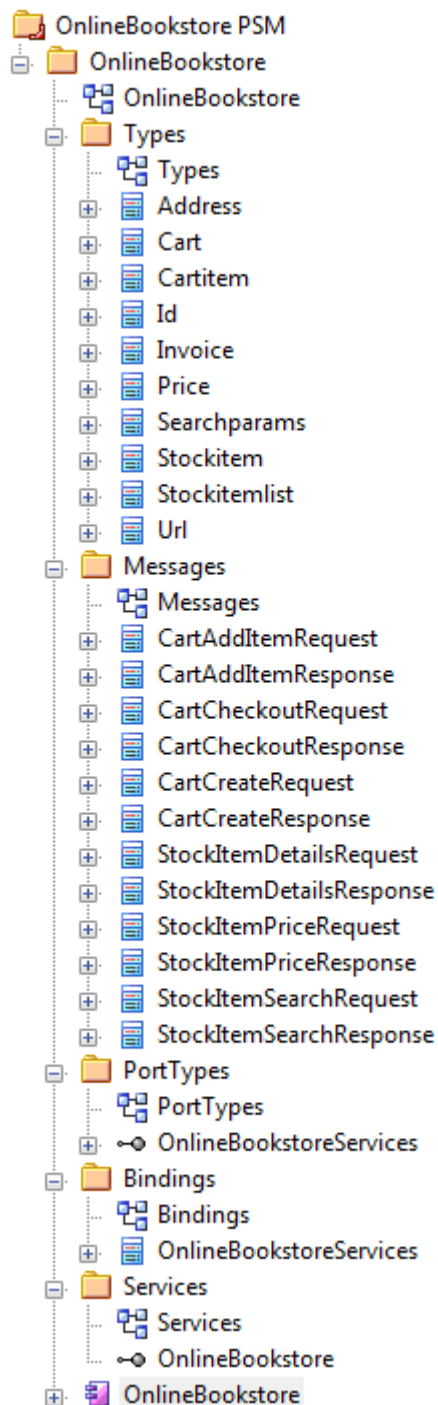 OnlineBookstore PSM
OnlineBookstore
OnlineBookstore
Types
Types
Address
Cart
Cartitem
Id
Invoice
Price
Searchparams
Stockitem
Stockitemlist
Url
Messages
Messages
CartAddItemRequest
CartAddItemResponse
CartCheckoutRequest
CartCheckoutResponse
CartCreateRequest
CartCreateResponse
StockItemDetailsRequest
StockItemDetailsResponse
StockItemPriceRequest
StockItemPriceResponse
StockItemSearchRequest
StockItemSearchResponse
PortTypes
PortTypes
OnlineBookstoreServices
Bindings
Bindings
OnlineBookstoreServices
Services
Services
OnlineBookstore
OnlineBookstore